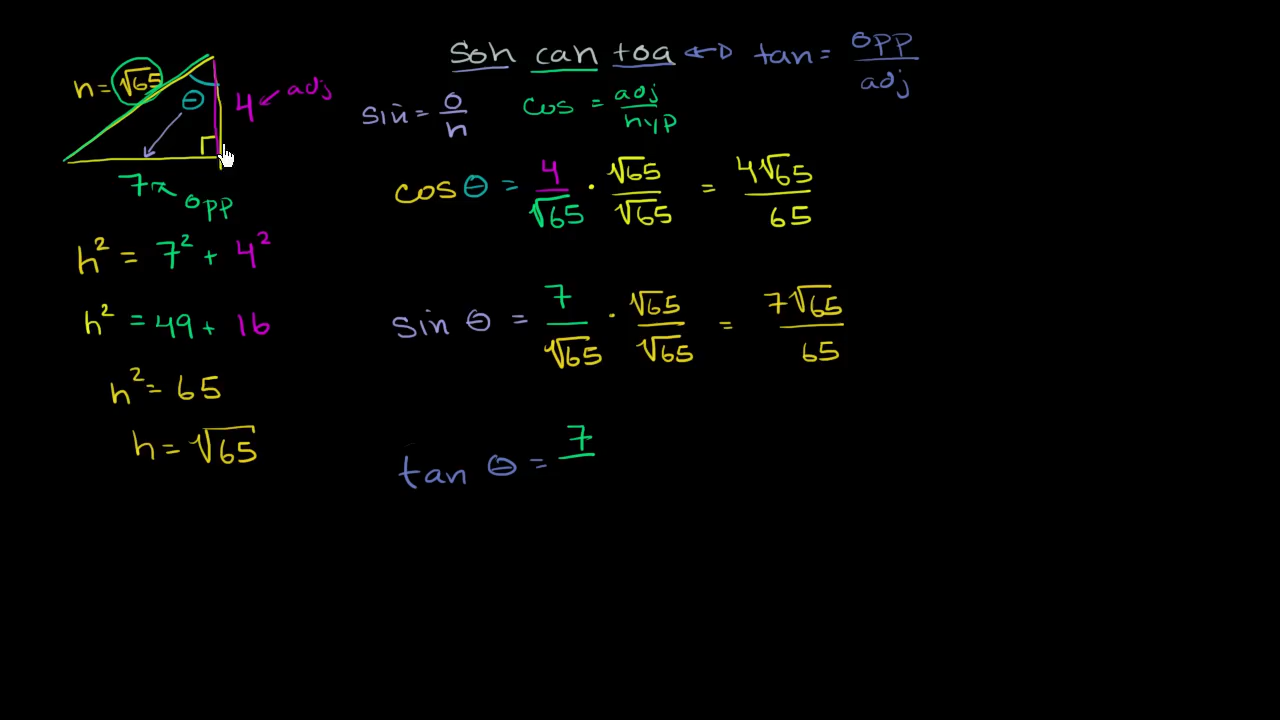 Soh cah toa ↔ tan = opp/adj
h = √65
θ
4 ← adj
sin = o/h
cos = adj/hyp
7 ↖ opp
cos θ = 4/√65 · √65/√65 = 4√65/65
h² = 7² + 4²
h² = 49 + 16
sin θ = 7/√65 · √65/√65 = 7√65/65
h² = 65
h = √65
tan θ = 7/